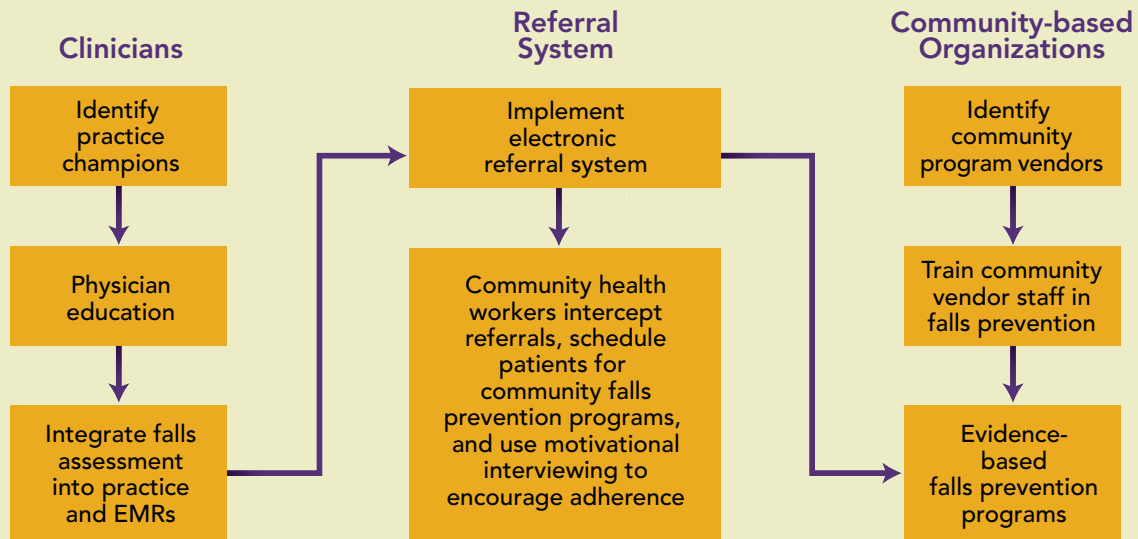 Clinicians
Identify
practice
champions
Physician
education
Integrate falls
assessment
into practice
and EMRs
Referral
System
Implement
electronic
referral system
Community health
workers intercept
referrals, schedule
patients for
community falls
prevention programs,
and use motivational
interviewing to
encourage adherence
Community-based
Organizations
Identify
community
program vendors
Train community
vendor staff in
falls prevention
Evidence-
based
falls prevention
programs